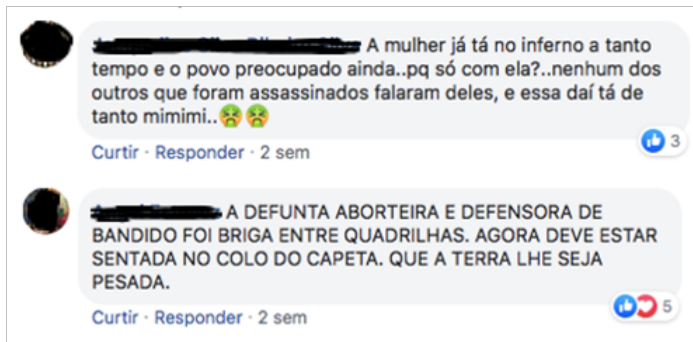 A mulher já tá no inferno a tanto
tempo e o povo preocupado ainda..pq só com ela?..nenhum dos
outros que foram assassinados falaram deles, e essa daí tá de
tanto mimimi..🤮🤮
3
Curtir · Responder · 2 sem
A DEFUNTA ABORTEIRA E DEFENSORA DE
BANDIDO FOI BRIGA ENTRE QUADRILHAS. AGORA DEVE ESTAR
SENTADA NO COLO DO CAPETA. QUE A TERRA LHE SEJA
PESADA.
5
Curtir · Responder · 2 sem